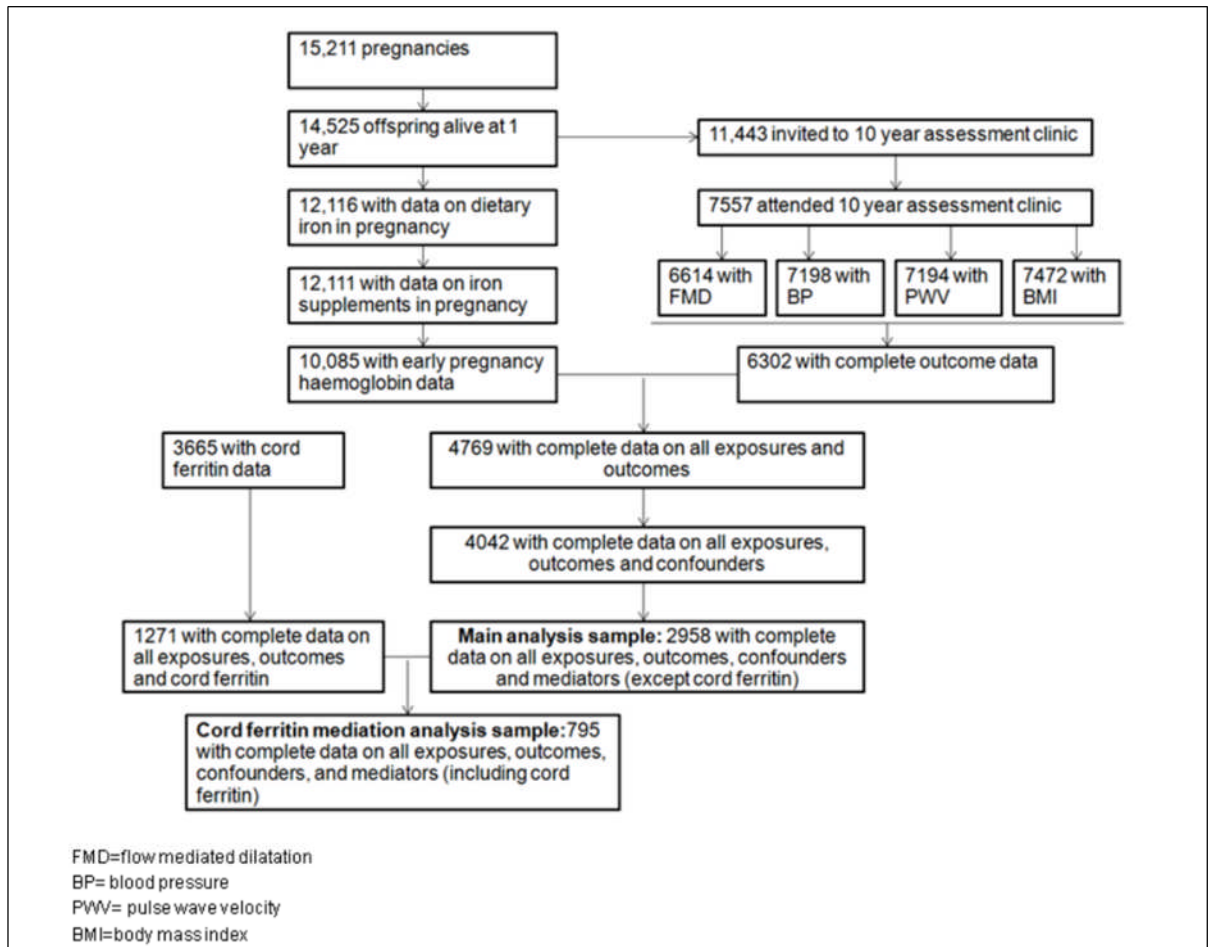 15,211 pregnancies
14,525 offspring alive at 1
year
11,443 invited to 10 year assessment clinic
12,116 with data on dietary
iron in pregnancy
7557 attended 10 year assessment clinic
12,111 with data on iron
supplements in pregnancy
6614 with
FMD
7198 with
BP
7194 with
PWV
7472 with
BMI
10,085 with early pregnancy
haemoglobin data
6302 with complete outcome data
3665 with cord
ferritin data
4769 with complete data on all exposures and
outcomes
4042 with complete data on all exposures,
outcomes and confounders
1271 with complete data on
all exposures, outcomes
and cord ferritin
Main analysis sample: 2958 with complete
data on all exposures, outcomes, confounders
and mediators (except cord ferritin)
Cord ferritin mediation analysis sample:795
with complete data on all exposures, outcomes,
confounders, and mediators (including cord
ferritin)
FMD=flow mediated dilatation
BP= blood pressure
PWV= pulse wave velocity
BMI=body mass index